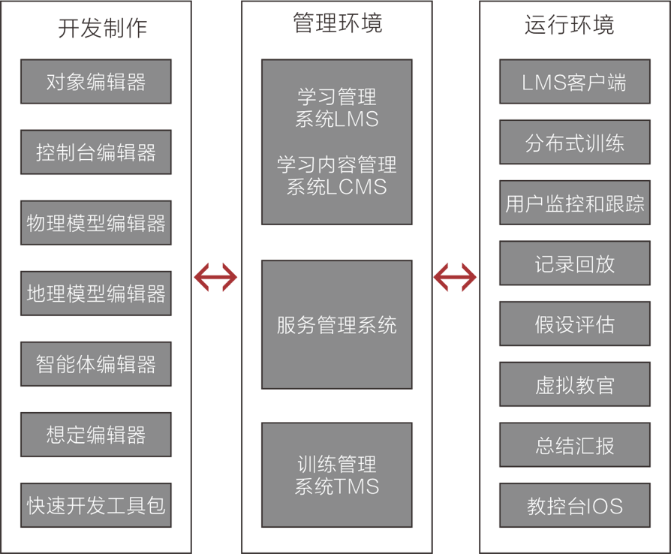 开发制作
对象编辑器
控制台编辑器
物理模型编辑器
地理模型编辑器
智能体编辑器
想定编辑器
快速开发工具包
管理环境
学习管理
系统LMS
学习内容管理
系统LCMS
服务管理系统
训练管理
系统TMS
运行环境
LMS客户端
分布式训练
用户监控和跟踪
记录回放
假设评估
虚拟教官
总结汇报
教控台IOS